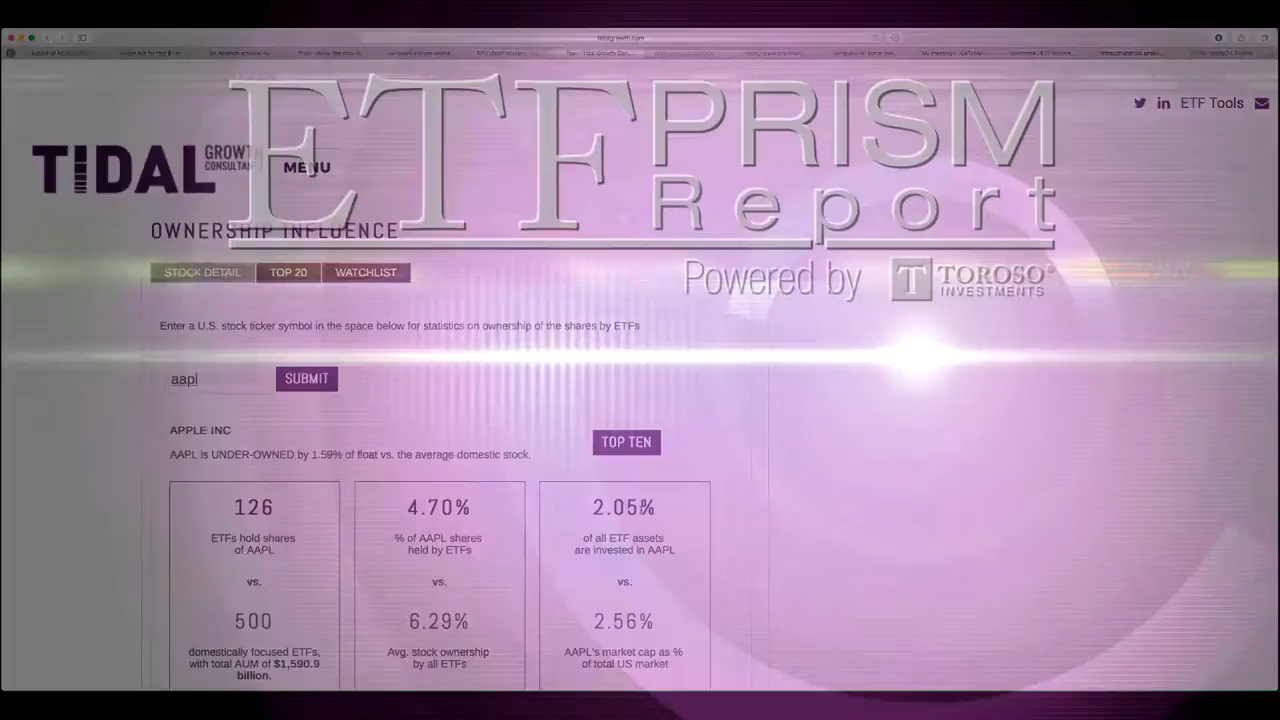 tidalgrowth.com
ETF PRISM
Report
ETF Tools
TIDAL GROWTH
CONSULTANT
MENU
OWNERSHIP INFLUENCE
STOCK DETAIL TOP 20 WATCHLIST
Powered by T TOROSO®
INVESTMENTS
Enter a U.S. stock ticker symbol in the space below for statistics on ownership of the shares by ETFs
aapl SUBMIT
APPLE INC
TOP TEN
AAPL is UNDER-OWNED by 1.59% of float vs. the average domestic stock.
126
ETFs hold shares
of AAPL
vs.
500
domestically focused ETFs,
with total AUM of $1,590.9
billion.
4.70%
% of AAPL shares
held by ETFs
vs.
6.29%
Avg. stock ownership
by all ETFs
2.05%
of all ETF assets
are invested in AAPL
vs.
2.56%
AAPL's market cap as %
of total US market